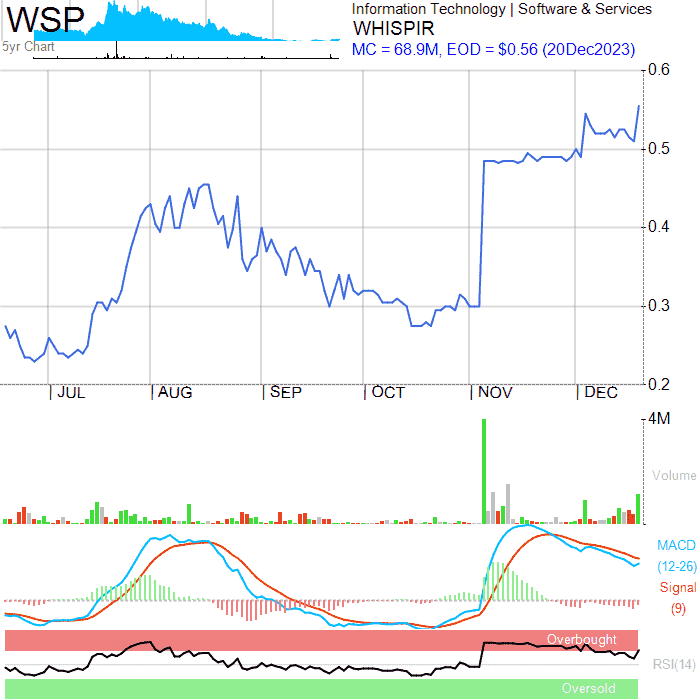 WSP
5yr Chart
Information Technology | Software & Services
WHISPIR
MC = 68.9M, EOD = $0.56 (20Dec2023)
0.6
0.5
0.4
0.3
0.2
JUL AUG SEP OCT NOV DEC
4M
Volume
MACD
(12-26)
Signal
(9)
Overbought
RSI(14)
Oversold